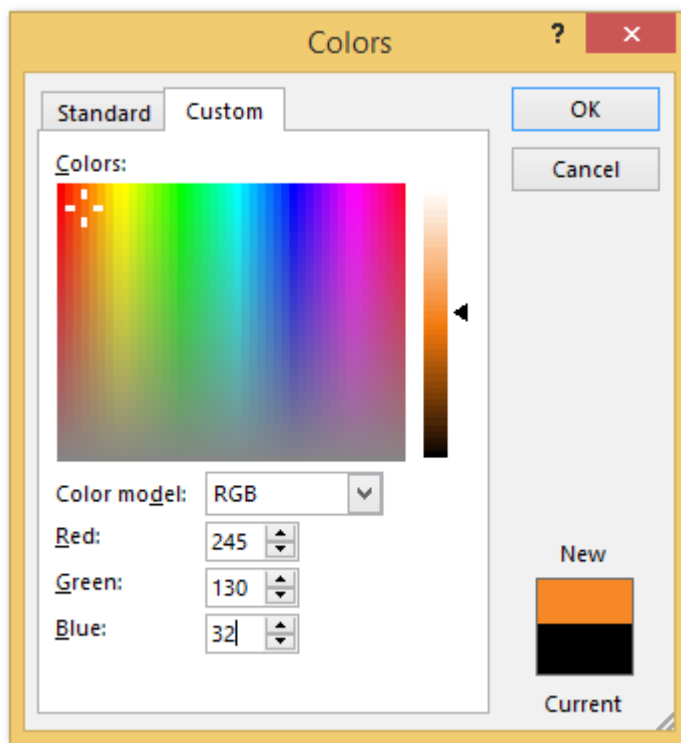 Colors
?
Standard
Custom
OK
Cancel
Colors:
Color model:
RGB
Red:
245
Green:
130
Blue:
32
New
Current